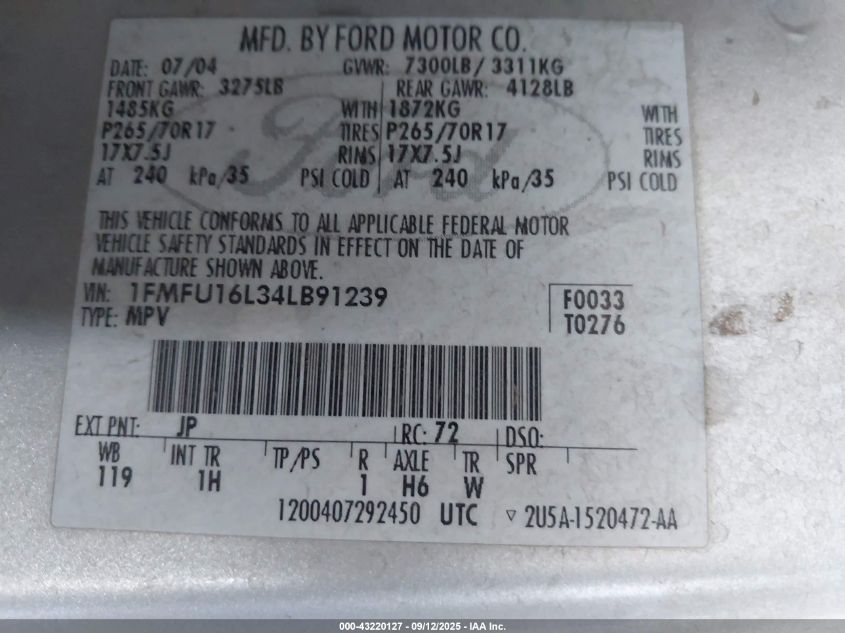 MFD. BY FORD MOTOR CO.
DATE: 07/04 GVWR: 7300LB / 3311KG
FRONT GAWR: 3275LB REAR GAWR: 4128LB
1485KG WITH 1872KG WITH
P265/70R17 TIRES P265/70R17 TIRES
17X7.5J RIMS 17X7.5J RIMS
AT 240 kPa/35 PSI COLD AT 240 kPa/35 PSI COLD
Ford
THIS VEHICLE CONFORMS TO ALL APPLICABLE FEDERAL MOTOR
VEHICLE SAFETY STANDARDS IN EFFECT ON THE DATE OF
MANUFACTURE SHOWN ABOVE.
VIN: 1FMFU16L34LB91239 F0033
TYPE: MPV T0276
EXT PNT: JP RC: 72 DSO:
WB INT TR TP/PS R AXLE TR SPR
119 1H 1 H6 W
1200407292450 UTC ▽ 2U5A-1520472-AA
000-43220127 - 09/12/2025 - IAA Inc.